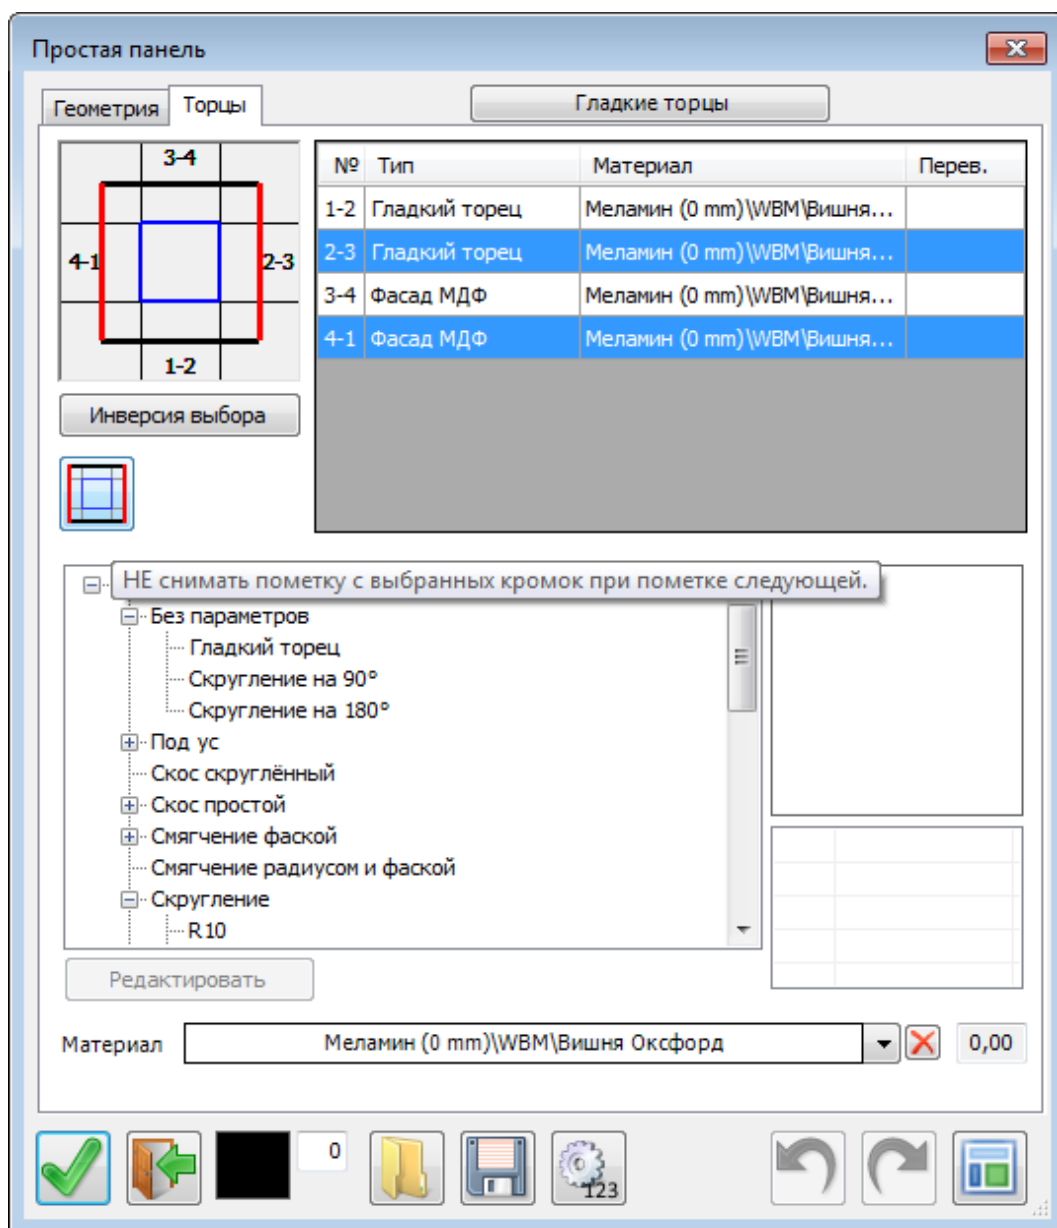 Простая панель
Геометрия Торцы Гладкие торцы
3-4
4-1 2-3
1-2
Инверсия выбора
№ Тип Материал Перев.
1-2 Гладкий торец Меламин (0 mm)\WBM\Вишня...
2-3 Гладкий торец Меламин (0 mm)\WBM\Вишня...
3-4 Фасад МДФ Меламин (0 mm)\WBM\Вишня...
4-1 Фасад МДФ Меламин (0 mm)\WBM\Вишня...
НЕ снимать пометку с выбранных кромок при пометке следующей.
Без параметров
Гладкий торец
Скругление на 90°
Скругление на 180°
Под ус
Скос скруглённый
Скос простой
Смягчение фаской
Смягчение радиусом и фаской
Скругление
R10
Редактировать
Материал Меламин (0 mm)\WBM\Вишня Оксфорд 0,00
0
123